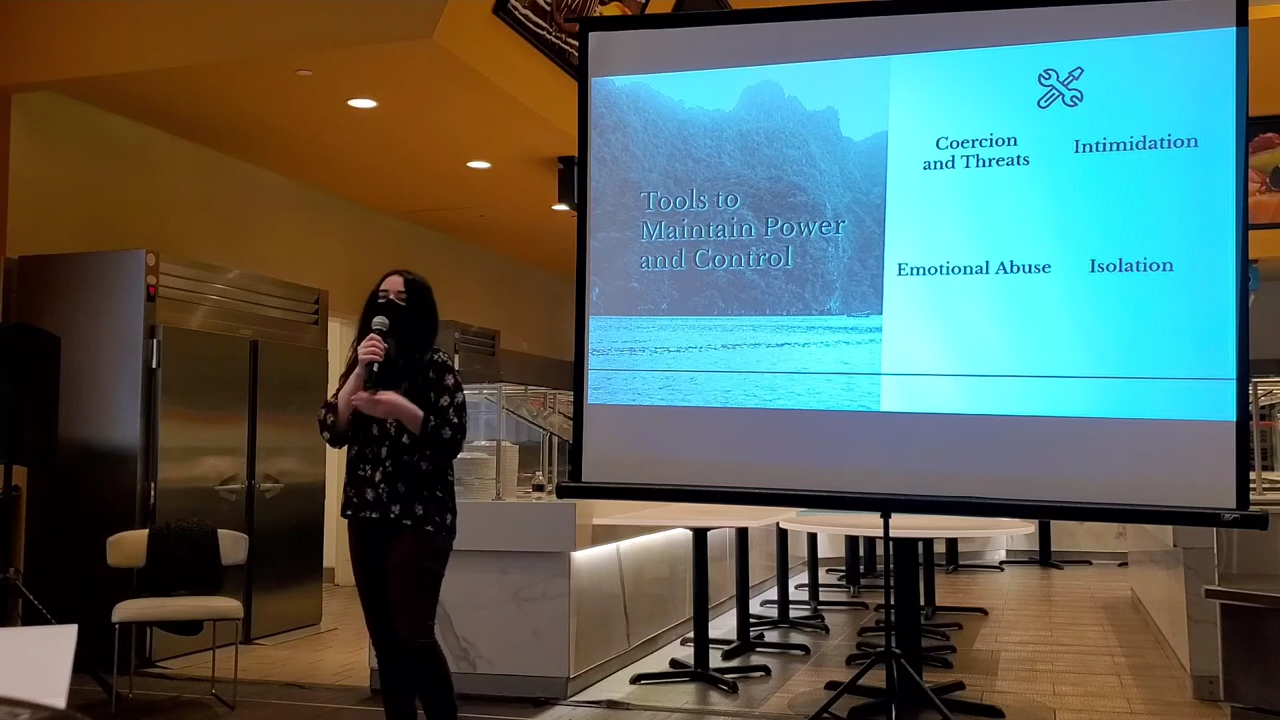 Tools to
Maintain Power
and Control
Coercion
and Threats
Intimidation
Emotional Abuse
Isolation